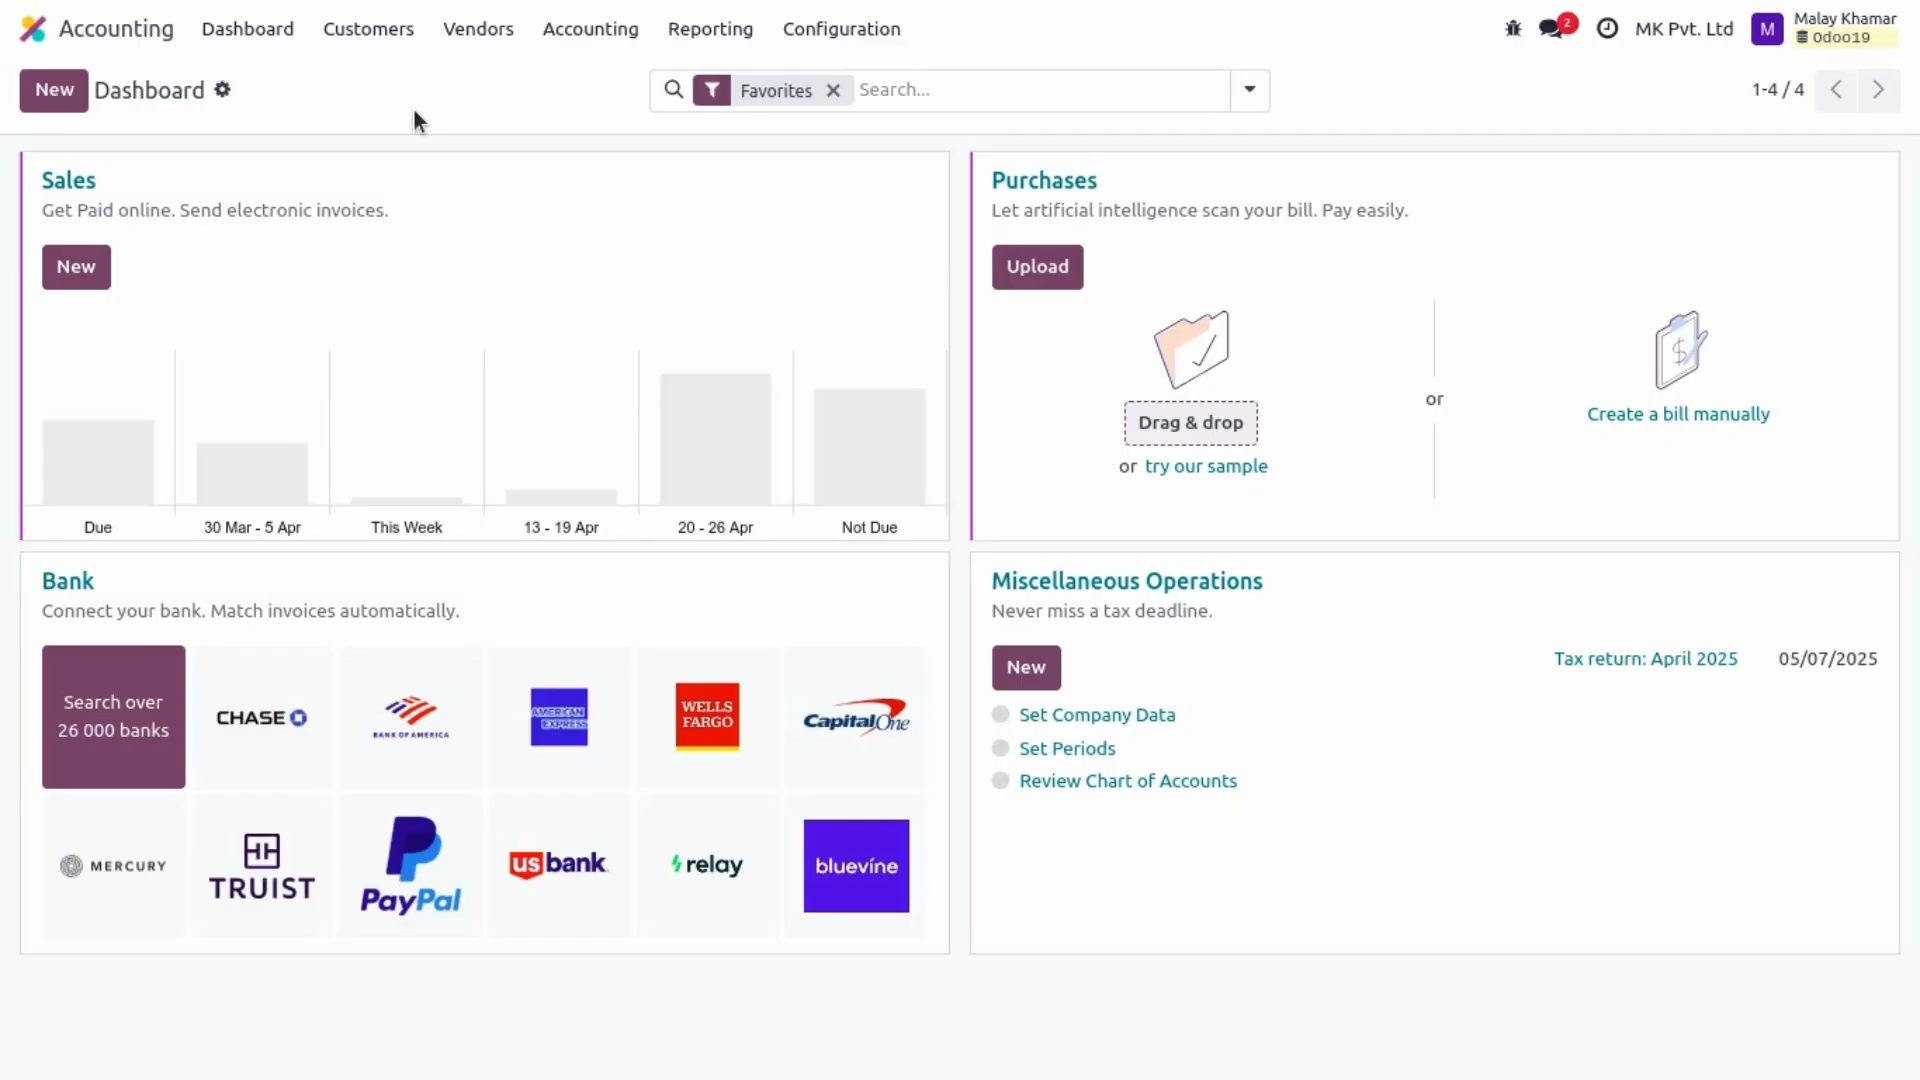 Accounting Dashboard Customers Vendors Accounting Reporting Configuration 2 MK Pvt. Ltd M Malay Khamar
Odoo19
New Dashboard Favorites Search... 1-4 / 4
Sales
Get Paid online. Send electronic invoices.
New
Due 30 Mar - 5 Apr This Week 13 - 19 Apr 20 - 26 Apr Not Due
Purchases
Let artificial intelligence scan your bill. Pay easily.
Upload
Drag & drop
or try our sample
or
$
Create a bill manually
Bank
Connect your bank. Match invoices automatically.
Search over
26 000 banks
CHASE
BANK OF AMERICA
AMERICAN
EXPRESS
WELLS
FARGO
Capital One
MERCURY
TRUIST
PayPal
us bank
relay
bluevine
Miscellaneous Operations
Never miss a tax deadline.
New
Tax return: April 2025 05/07/2025
Set Company Data
Set Periods
Review Chart of Accounts